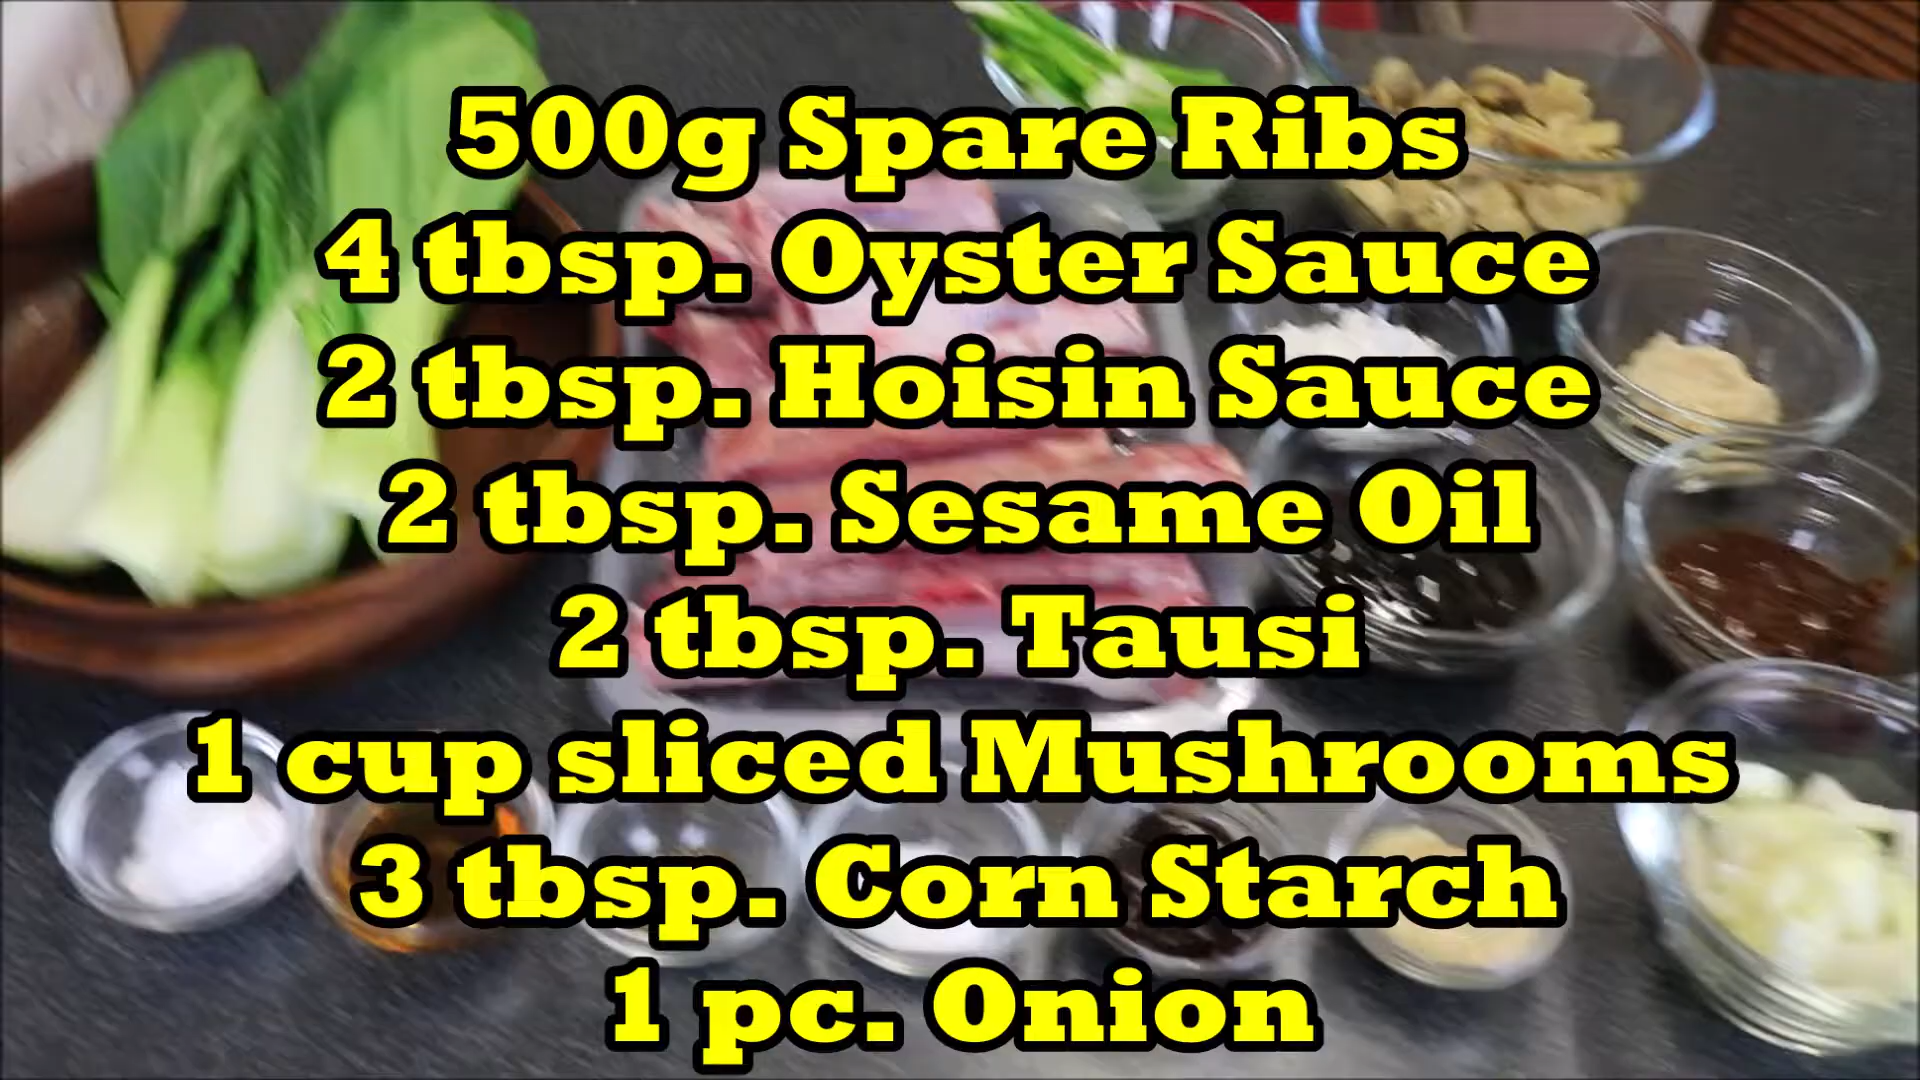 500g Spare Ribs
4 tbsp. Oyster Sauce
2 tbsp. Hoisin Sauce
2 tbsp. Sesame Oil
2 tbsp. Tausi
1 cup sliced Mushrooms
3 tbsp. Corn Starch
1 pc. Onion